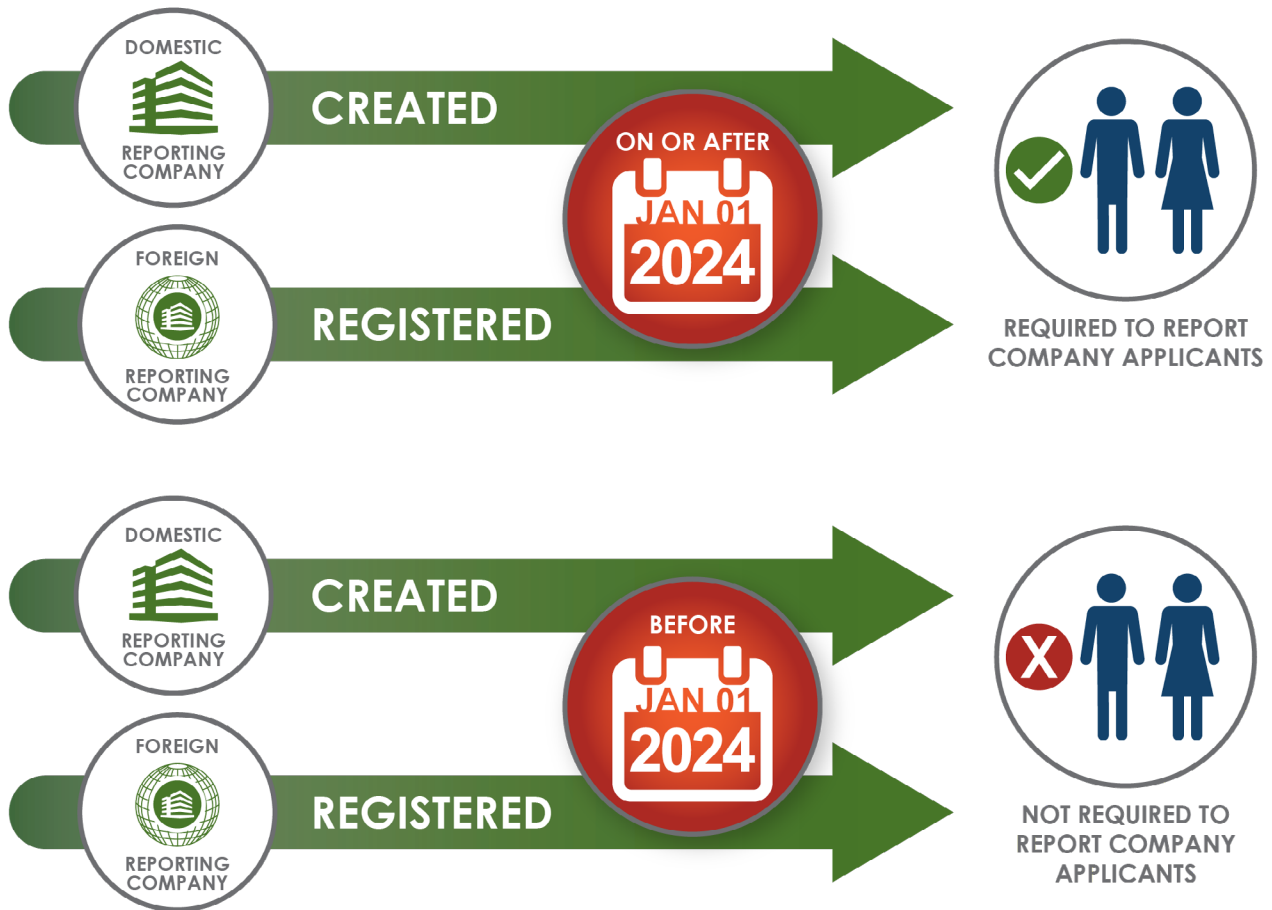 DOMESTIC
REPORTING
COMPANY
CREATED
ON OR AFTER
JAN 01
2024
FOREIGN
REPORTING
COMPANY
REGISTERED
REQUIRED TO REPORT
COMPANY APPLICANTS
DOMESTIC
REPORTING
COMPANY
CREATED
BEFORE
JAN 01
2024
FOREIGN
REPORTING
COMPANY
REGISTERED
X
NOT REQUIRED TO
REPORT COMPANY
APPLICANTS